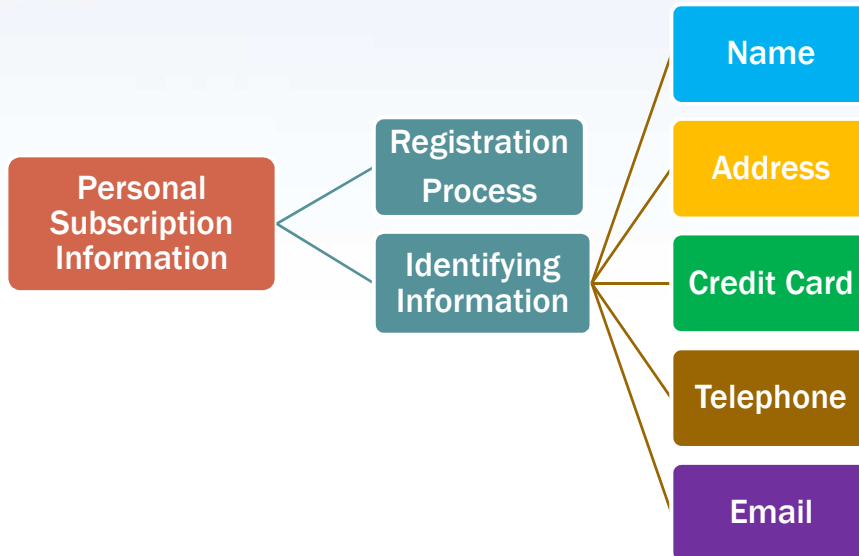 Personal
Subscription
Information
Registration
Process
Identifying
Information
Name
Address
Credit Card
Telephone
Email